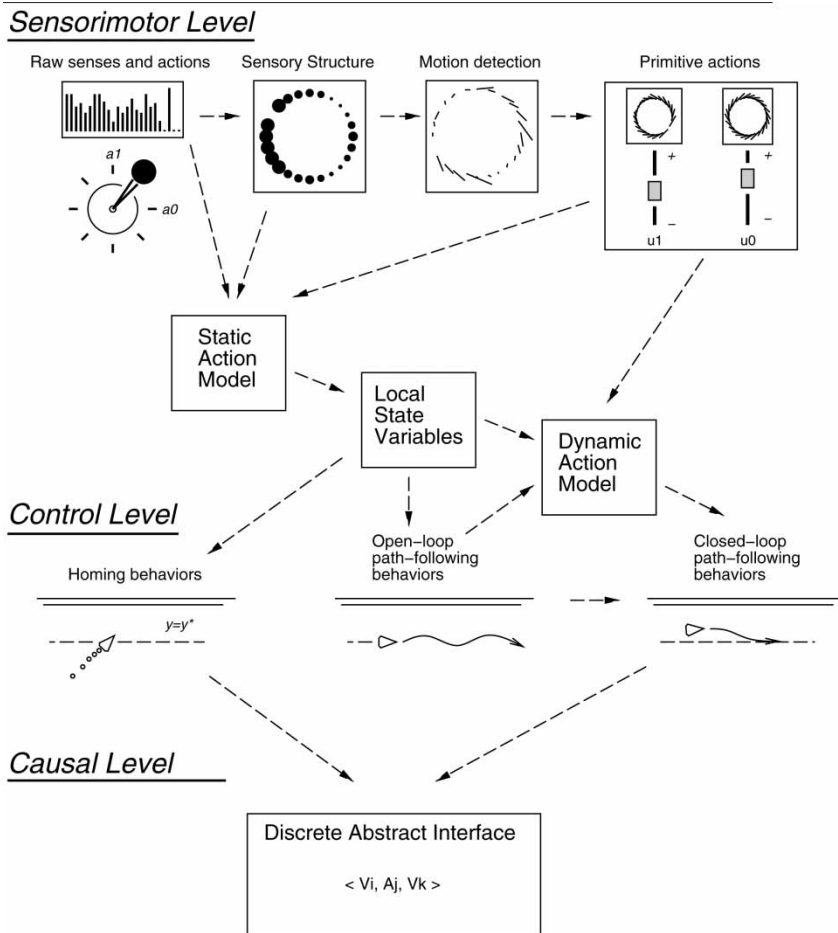 Sensorimotor Level
Raw senses and actions
Sensory Structure
Motion detection
Primitive actions
a1
a0
+
+
−
−
u1
u0
Static
Action
Model
Local
State
Variables
Dynamic
Action
Model
Control Level
Homing behaviors
Open−loop
path−following
behaviors
Closed−loop
path−following
behaviors
y=y*
Causal Level
Discrete Abstract Interface
< Vi, Aj, Vk >